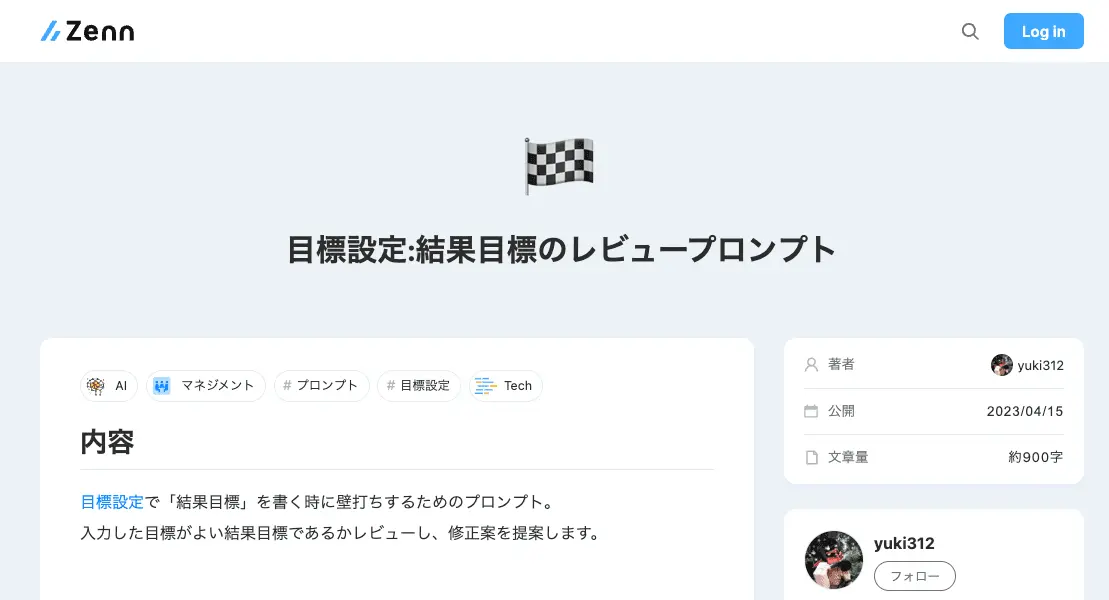 Zenn
Log in
目標設定:結果目標のレビュープロンプト
AI
マネジメント
# プロンプト
# 目標設定
Tech
内容
目標設定で「結果目標」を書く時に壁打ちするためのプロンプト。
入力した目標がよい結果目標であるかレビューし、修正案を提案します。
著者
yuki312
公開
2023/04/15
文章量
約900字
yuki312
フォロー